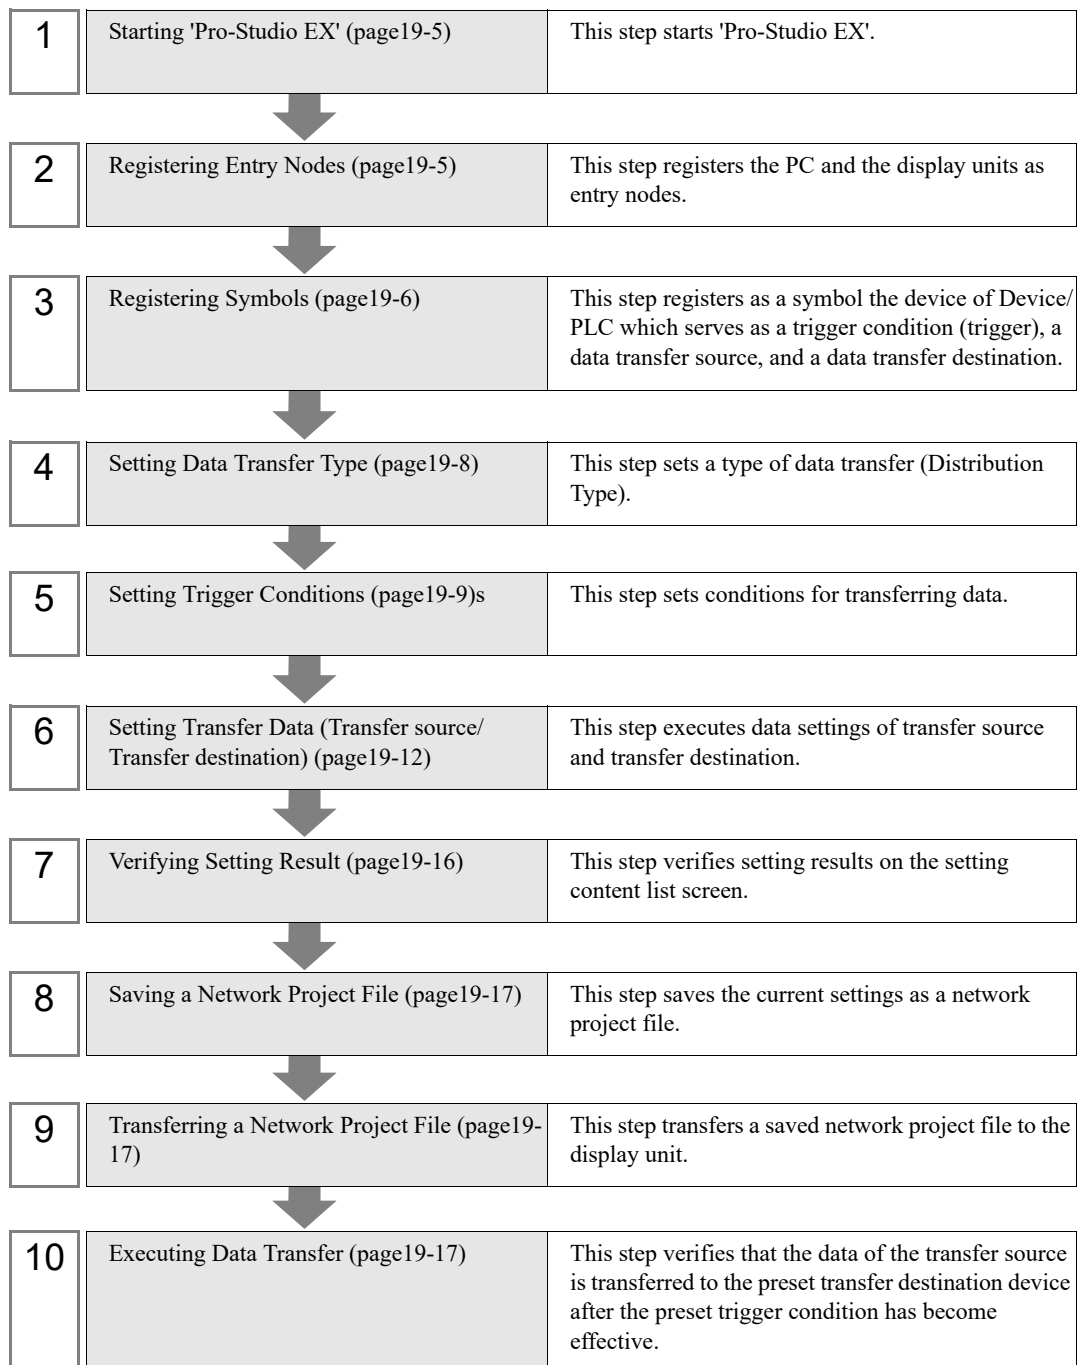 1
Starting 'Pro-Studio EX' (page19-5)
This step starts 'Pro-Studio EX'.
2
Registering Entry Nodes (page19-5)
This step registers the PC and the display units as
entry nodes.
3
Registering Symbols (page19-6)
This step registers as a symbol the device of Device/
PLC which serves as a trigger condition (trigger), a
data transfer source, and a data transfer destination.
4
Setting Data Transfer Type (page19-8)
This step sets a type of data transfer (Distribution
Type).
5
Setting Trigger Conditions (page19-9)s
This step sets conditions for transferring data.
6
Setting Transfer Data (Transfer source/
Transfer destination) (page19-12)
This step executes data settings of transfer source
and transfer destination.
7
Verifying Setting Result (page19-16)
This step verifies setting results on the setting
content list screen.
8
Saving a Network Project File (page19-17)
This step saves the current settings as a network
project file.
9
Transferring a Network Project File (page19-
17)
This step transfers a saved network project file to the
display unit.
10
Executing Data Transfer (page19-17)
This step verifies that the data of the transfer source
is transferred to the preset transfer destination device
after the preset trigger condition has become
effective.